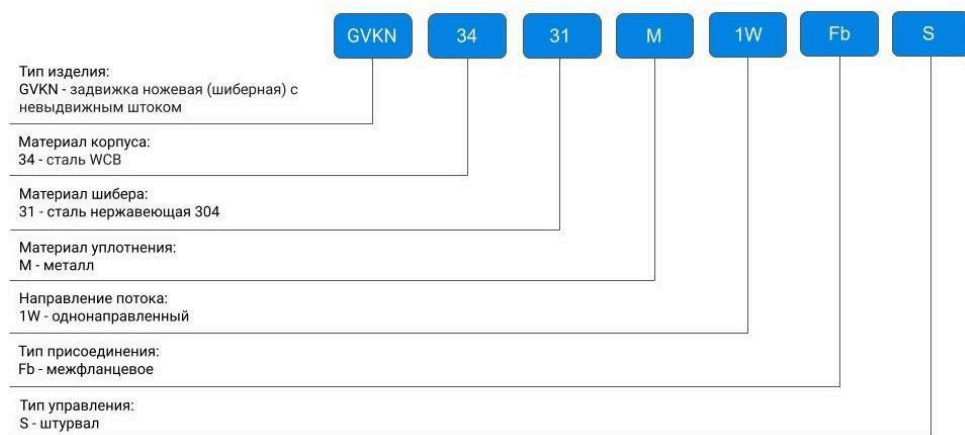 GVKN 34 31 M 1W Fb S
Тип изделия:
GVKN - задвижка ножевая (шиберная) с
невыдвижным штоком
Материал корпуса:
34 - сталь WCB
Материал шибера:
31 - сталь нержавеющая 304
Материал уплотнения:
M - металл
Направление потока:
1W - однонаправленный
Тип присоединения:
Fb - межфланцевое
Тип управления:
S - штурвал